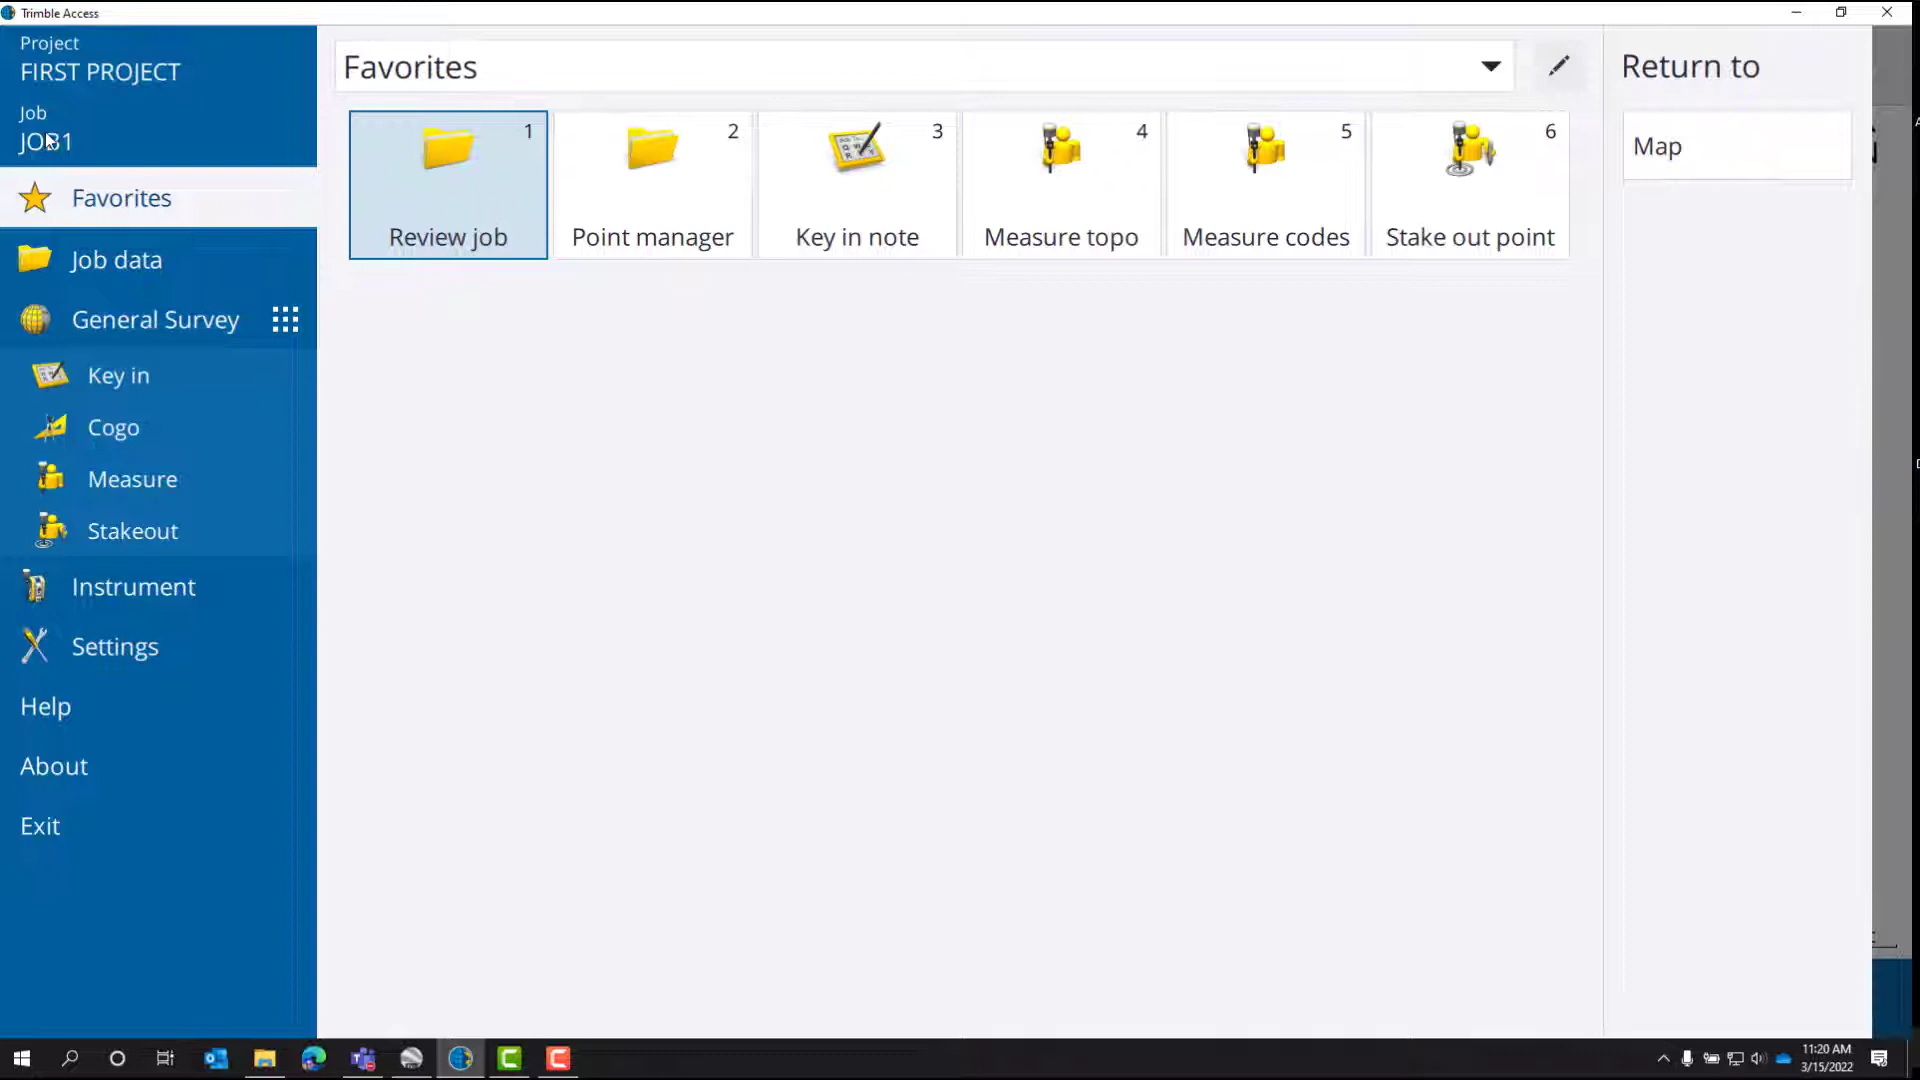 Trimble Access
Project
FIRST PROJECT
Job
JOB1
Favorites
Job data
General Survey
Key in
Cogo
Measure
Stakeout
Instrument
Settings
Help
About
Exit
Favorites
1
Review job
2
Point manager
3
Key in note
4
Measure topo
5
Measure codes
6
Stake out point
Return to
Map
11:20 AM
3/15/2022